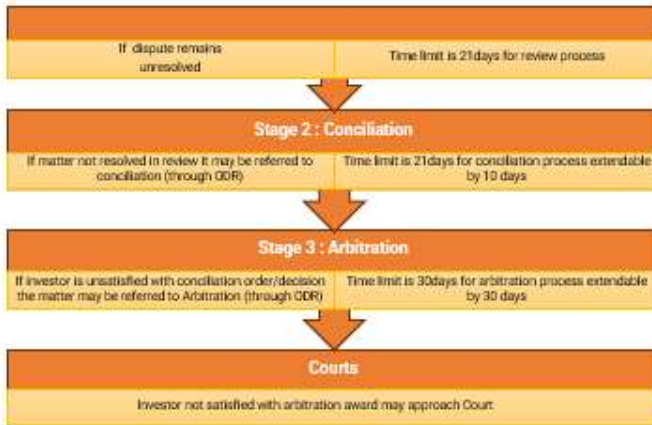 If dispute remains
unresolved
Time limit is 21days for review process
Stage 2 : Conciliation
If matter not resolved in review it may be referred to
conciliation (through ODR)
Time limit is 21days for conciliation process extendable
by 10 days
Stage 3 : Arbitration
If investor is unsatisfied with conciliation order/decision
the matter may be referred to Arbitration (through ODR)
Time limit is 30days for arbitration process extendable
by 30 days
Courts
Investor not satisfied with arbitration award may approach Court